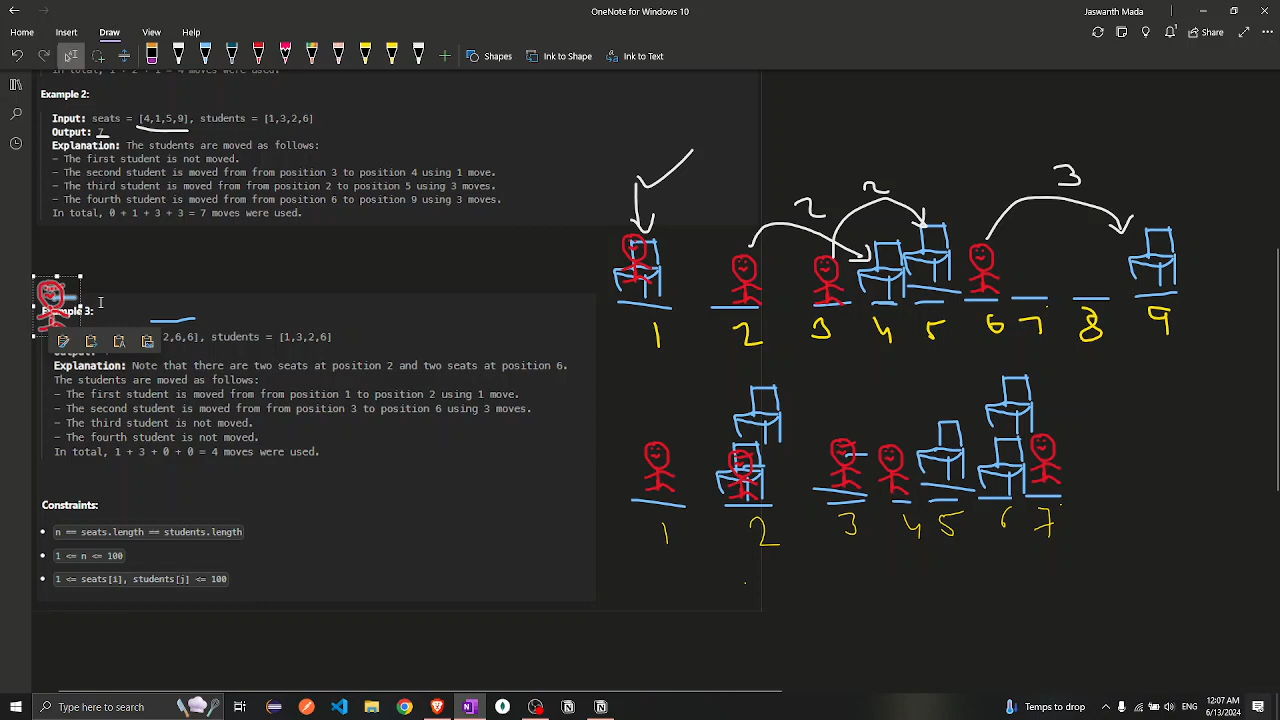 OneNote for Windows 10
Jaswanth Mada
Home Insert Draw View Help
Share
Shapes Ink to Shape Ink to Text
In total, 1 + 2 + 1 = 4 moves were used.
Example 2:
Input: seats = [4,1,5,9], students = [1,3,2,6]
Output: 7
Explanation: The students are moved as follows:
- The first student is not moved.
- The second student is moved from from position 3 to position 4 using 1 move.
- The third student is moved from from position 2 to position 5 using 3 moves.
- The fourth student is moved from from position 6 to position 9 using 3 moves.
In total, 0 + 1 + 3 + 3 = 7 moves were used.
2 2 3
1 2 3 4 5 6 7 8 9
3:
2,6,6], students = [1,3,2,6]
Explanation: Note that there are two seats at position 2 and two seats at position 6.
The students are moved as follows:
- The first student is moved from from position 1 to position 2 using 1 move.
- The second student is moved from from position 3 to position 6 using 3 moves.
- The third student is not moved.
- The fourth student is not moved.
In total, 1 + 3 + 0 + 0 = 4 moves were used.
1 2 3 4 5 6 7
Constraints:
• n == seats.length == students.length
• 1 <= n <= 100
• 1 <= seats[i], students[j] <= 100
Type here to search
Temps to drop
12:07 AM
6/13/2024